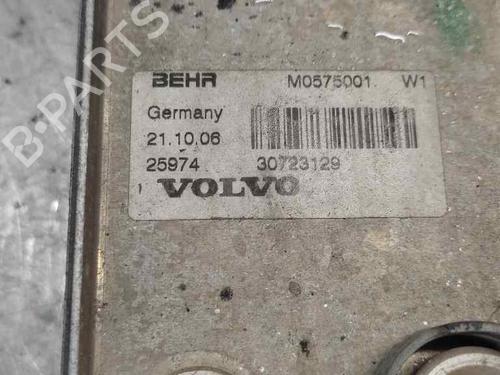 BEHR M0575001 W1
Germany
21.10.06
25974 30723129
VOLVO
B-PARTS